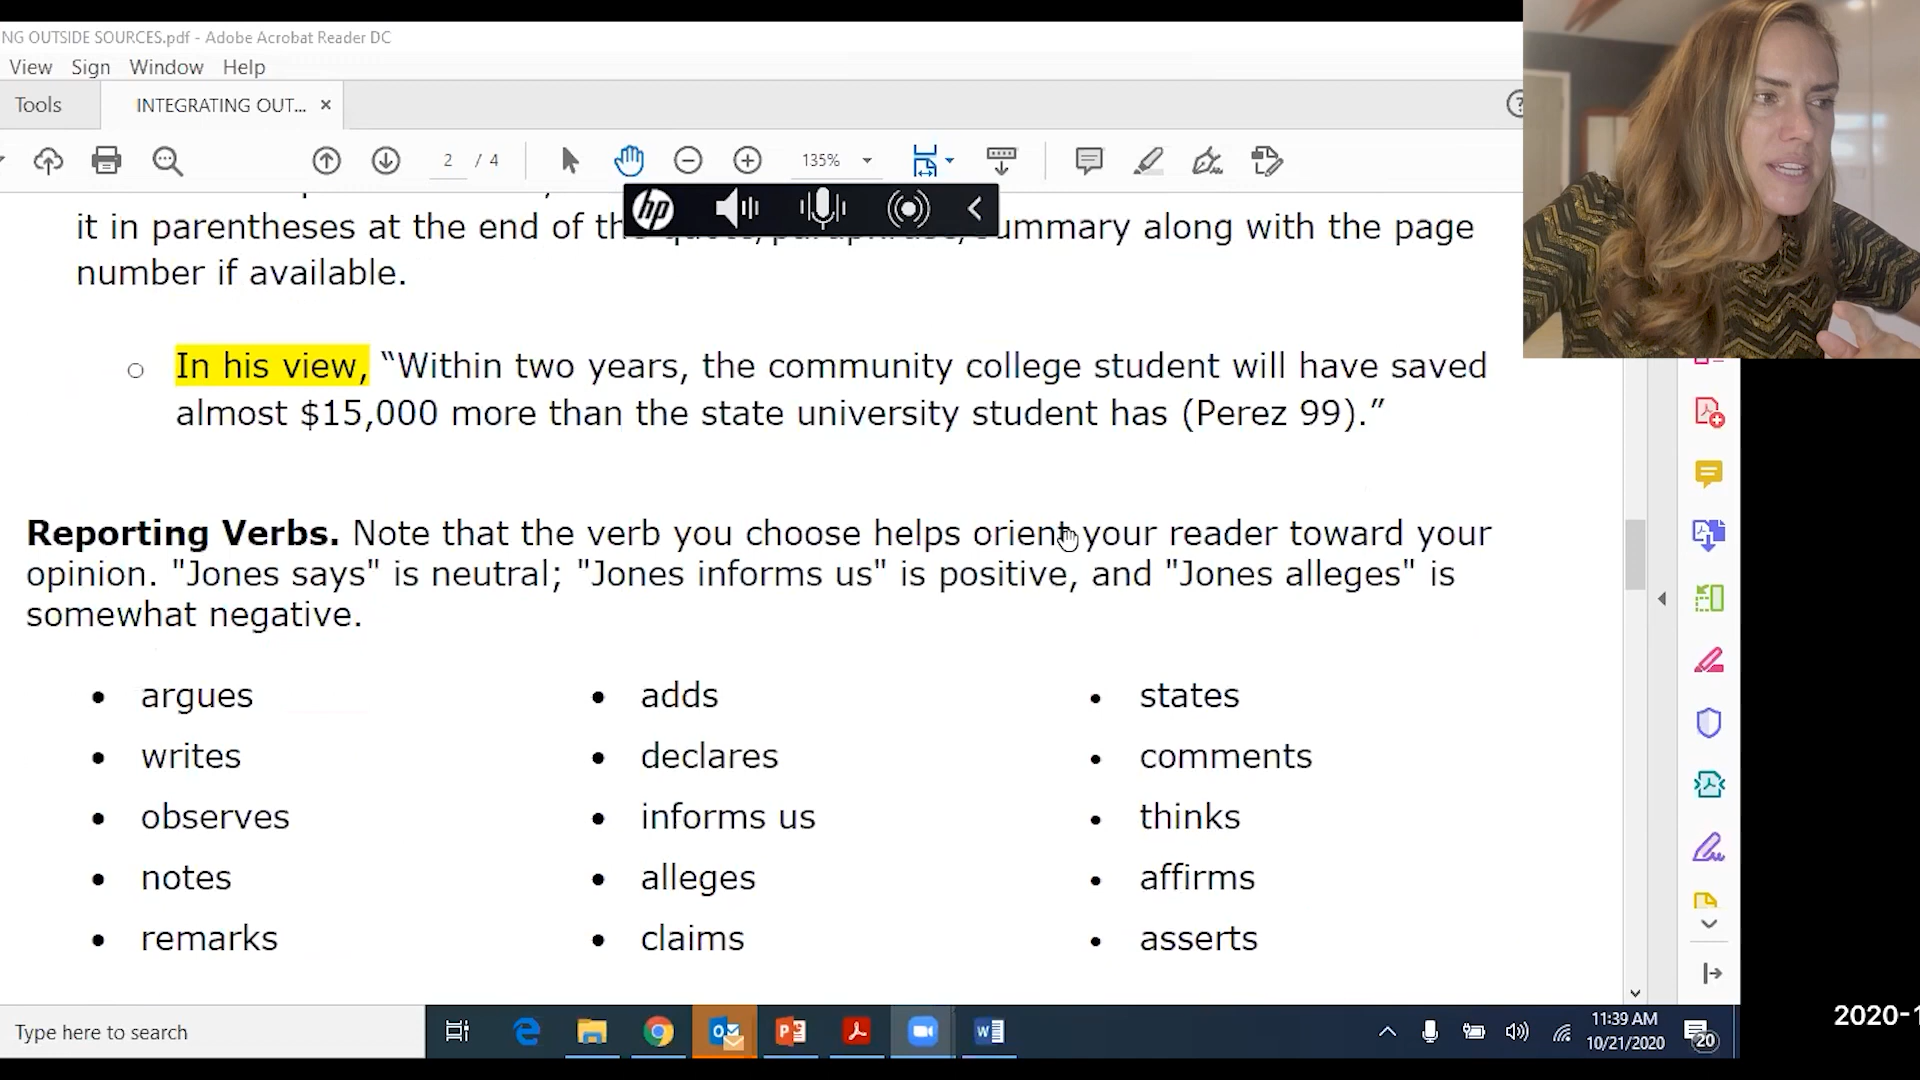 NG OUTSIDE SOURCES.pdf - Adobe Acrobat Reader DC
View Sign Window Help
Tools INTEGRATING OUT... ×
2 / 4 135%
hp
it in parentheses at the end of the quote/paraphrase/summary along with the page
number if available.
In his view, “Within two years, the community college student will have saved
almost $15,000 more than the state university student has (Perez 99).”
Reporting Verbs. Note that the verb you choose helps orient your reader toward your
opinion. "Jones says" is neutral; "Jones informs us" is positive, and "Jones alleges" is
somewhat negative.
• argues • adds • states
• writes • declares • comments
• observes • informs us • thinks
• notes • alleges • affirms
• remarks • claims • asserts
Type here to search
11:39 AM
10/21/2020
20
2020-1